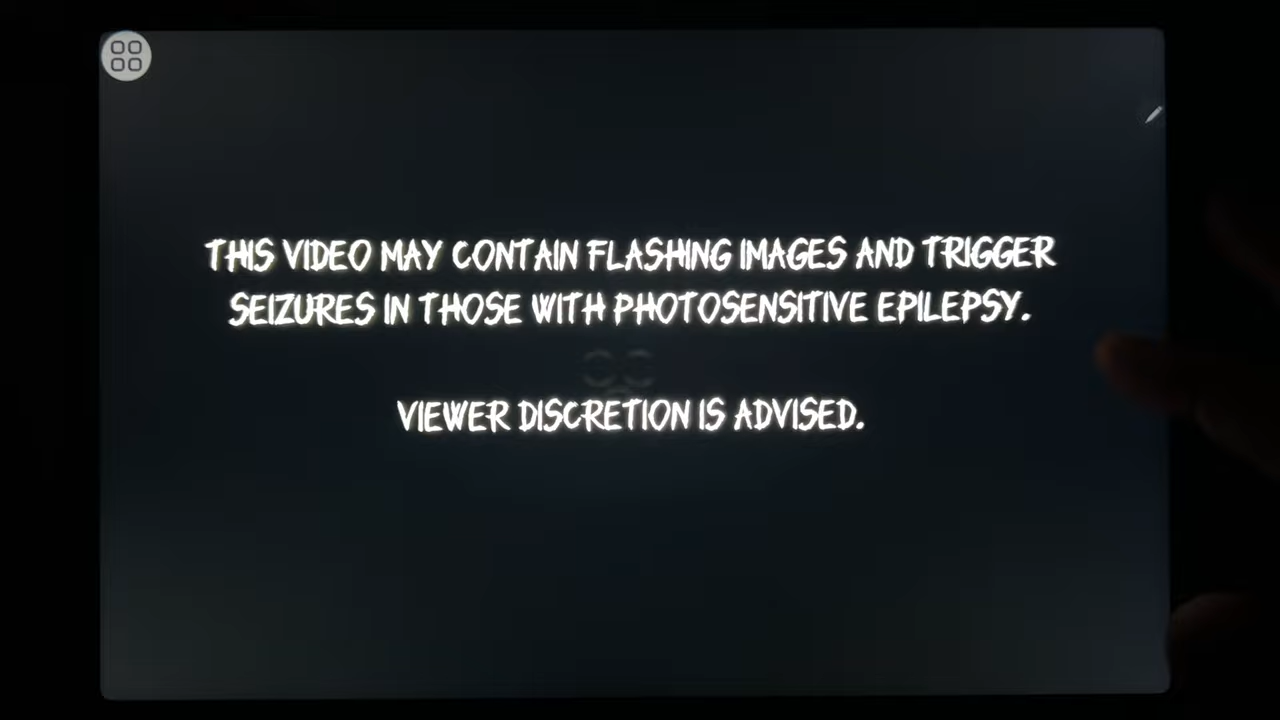 THIS VIDEO MAY CONTAIN FLASHING IMAGES AND TRIGGER
SEIZURES IN THOSE WITH PHOTOSENSITIVE EPILEPSY.
VIEWER DISCRETION IS ADVISED.